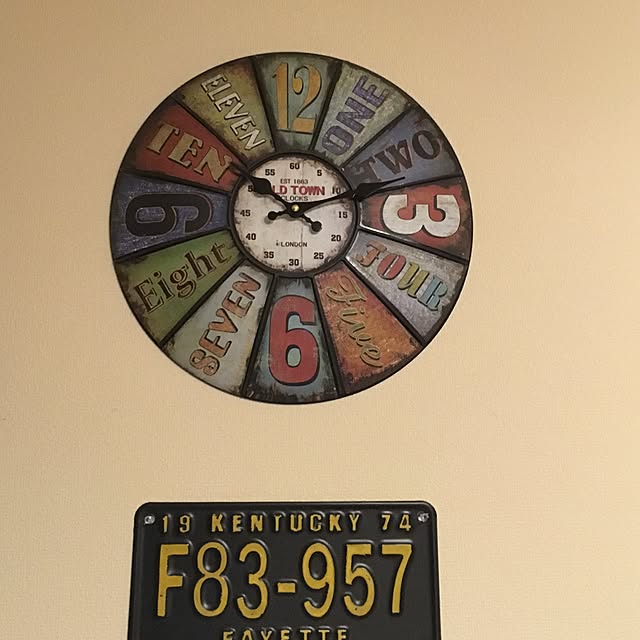 12
ONE
TWO
3
FOUR
Five
6
SEVEN
Eight
9
TEN
ELEVEN
60
5
10
15
20
25
30
35
40
45
55
EST 1863
OLD TOWN
CLOCKS
LONDON
19 KENTUCKY 74
F83-957
FAYETTE